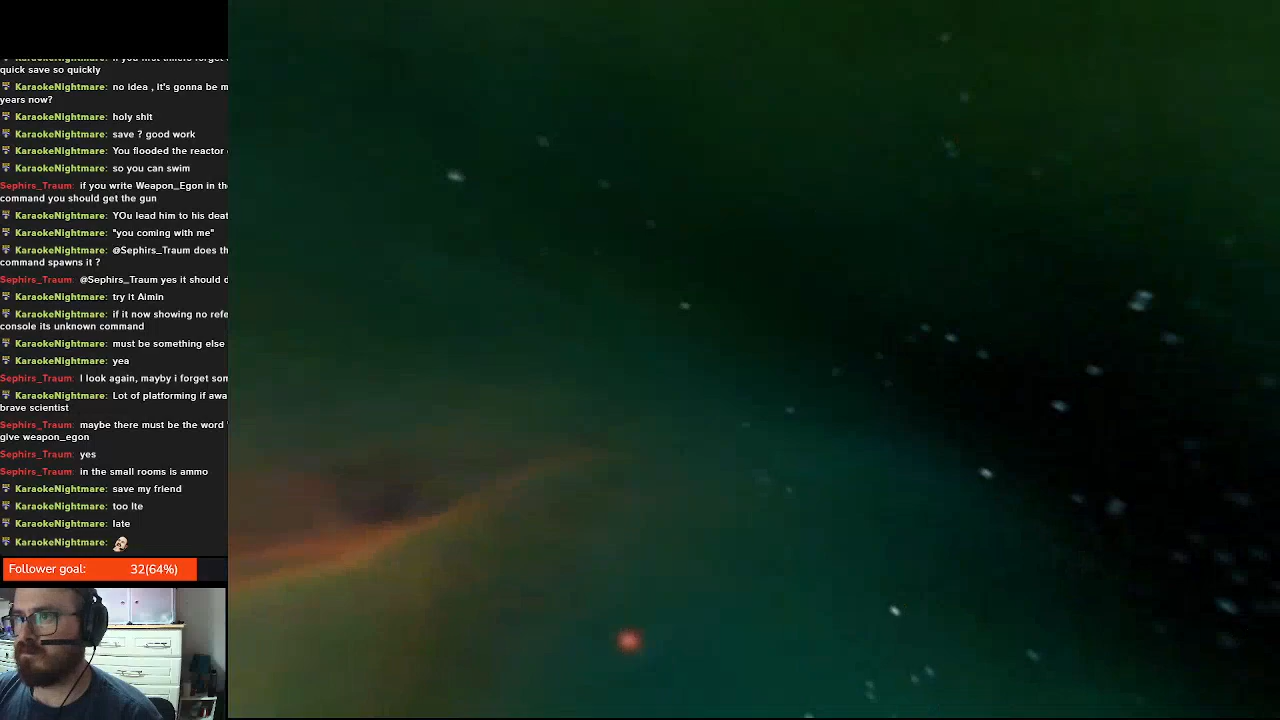 quick save so quickly
KaraokeNightmare: no idea , it's gonna be m
years now?
KaraokeNightmare: holy shit
KaraokeNightmare: save ? good work
KaraokeNightmare: You flooded the reactor
KaraokeNightmare: so you can swim
Sephirs_Traum: if you write Weapon_Egon in the
command you should get the gun
KaraokeNightmare: YOu lead him to his deat
KaraokeNightmare: "you coming with me"
KaraokeNightmare: @Sephirs_Traum does th
command spawns it ?
Sephirs_Traum: @Sephirs_Traum yes it should d
KaraokeNightmare: try it Aimin
KaraokeNightmare: if it now showing no refe
console its unknown command
KaraokeNightmare: must be something else
KaraokeNightmare: yea
Sephirs_Traum: I look again, mayby i forget som
KaraokeNightmare: Lot of platforming if awa
brave scientist
Sephirs_Traum: maybe there must be the word
give weapon_egon
Sephirs_Traum: yes
Sephirs_Traum: in the small rooms is ammo
KaraokeNightmare: save my friend
KaraokeNightmare: too lte
KaraokeNightmare: late
KaraokeNightmare:
Follower goal: 32(64%)